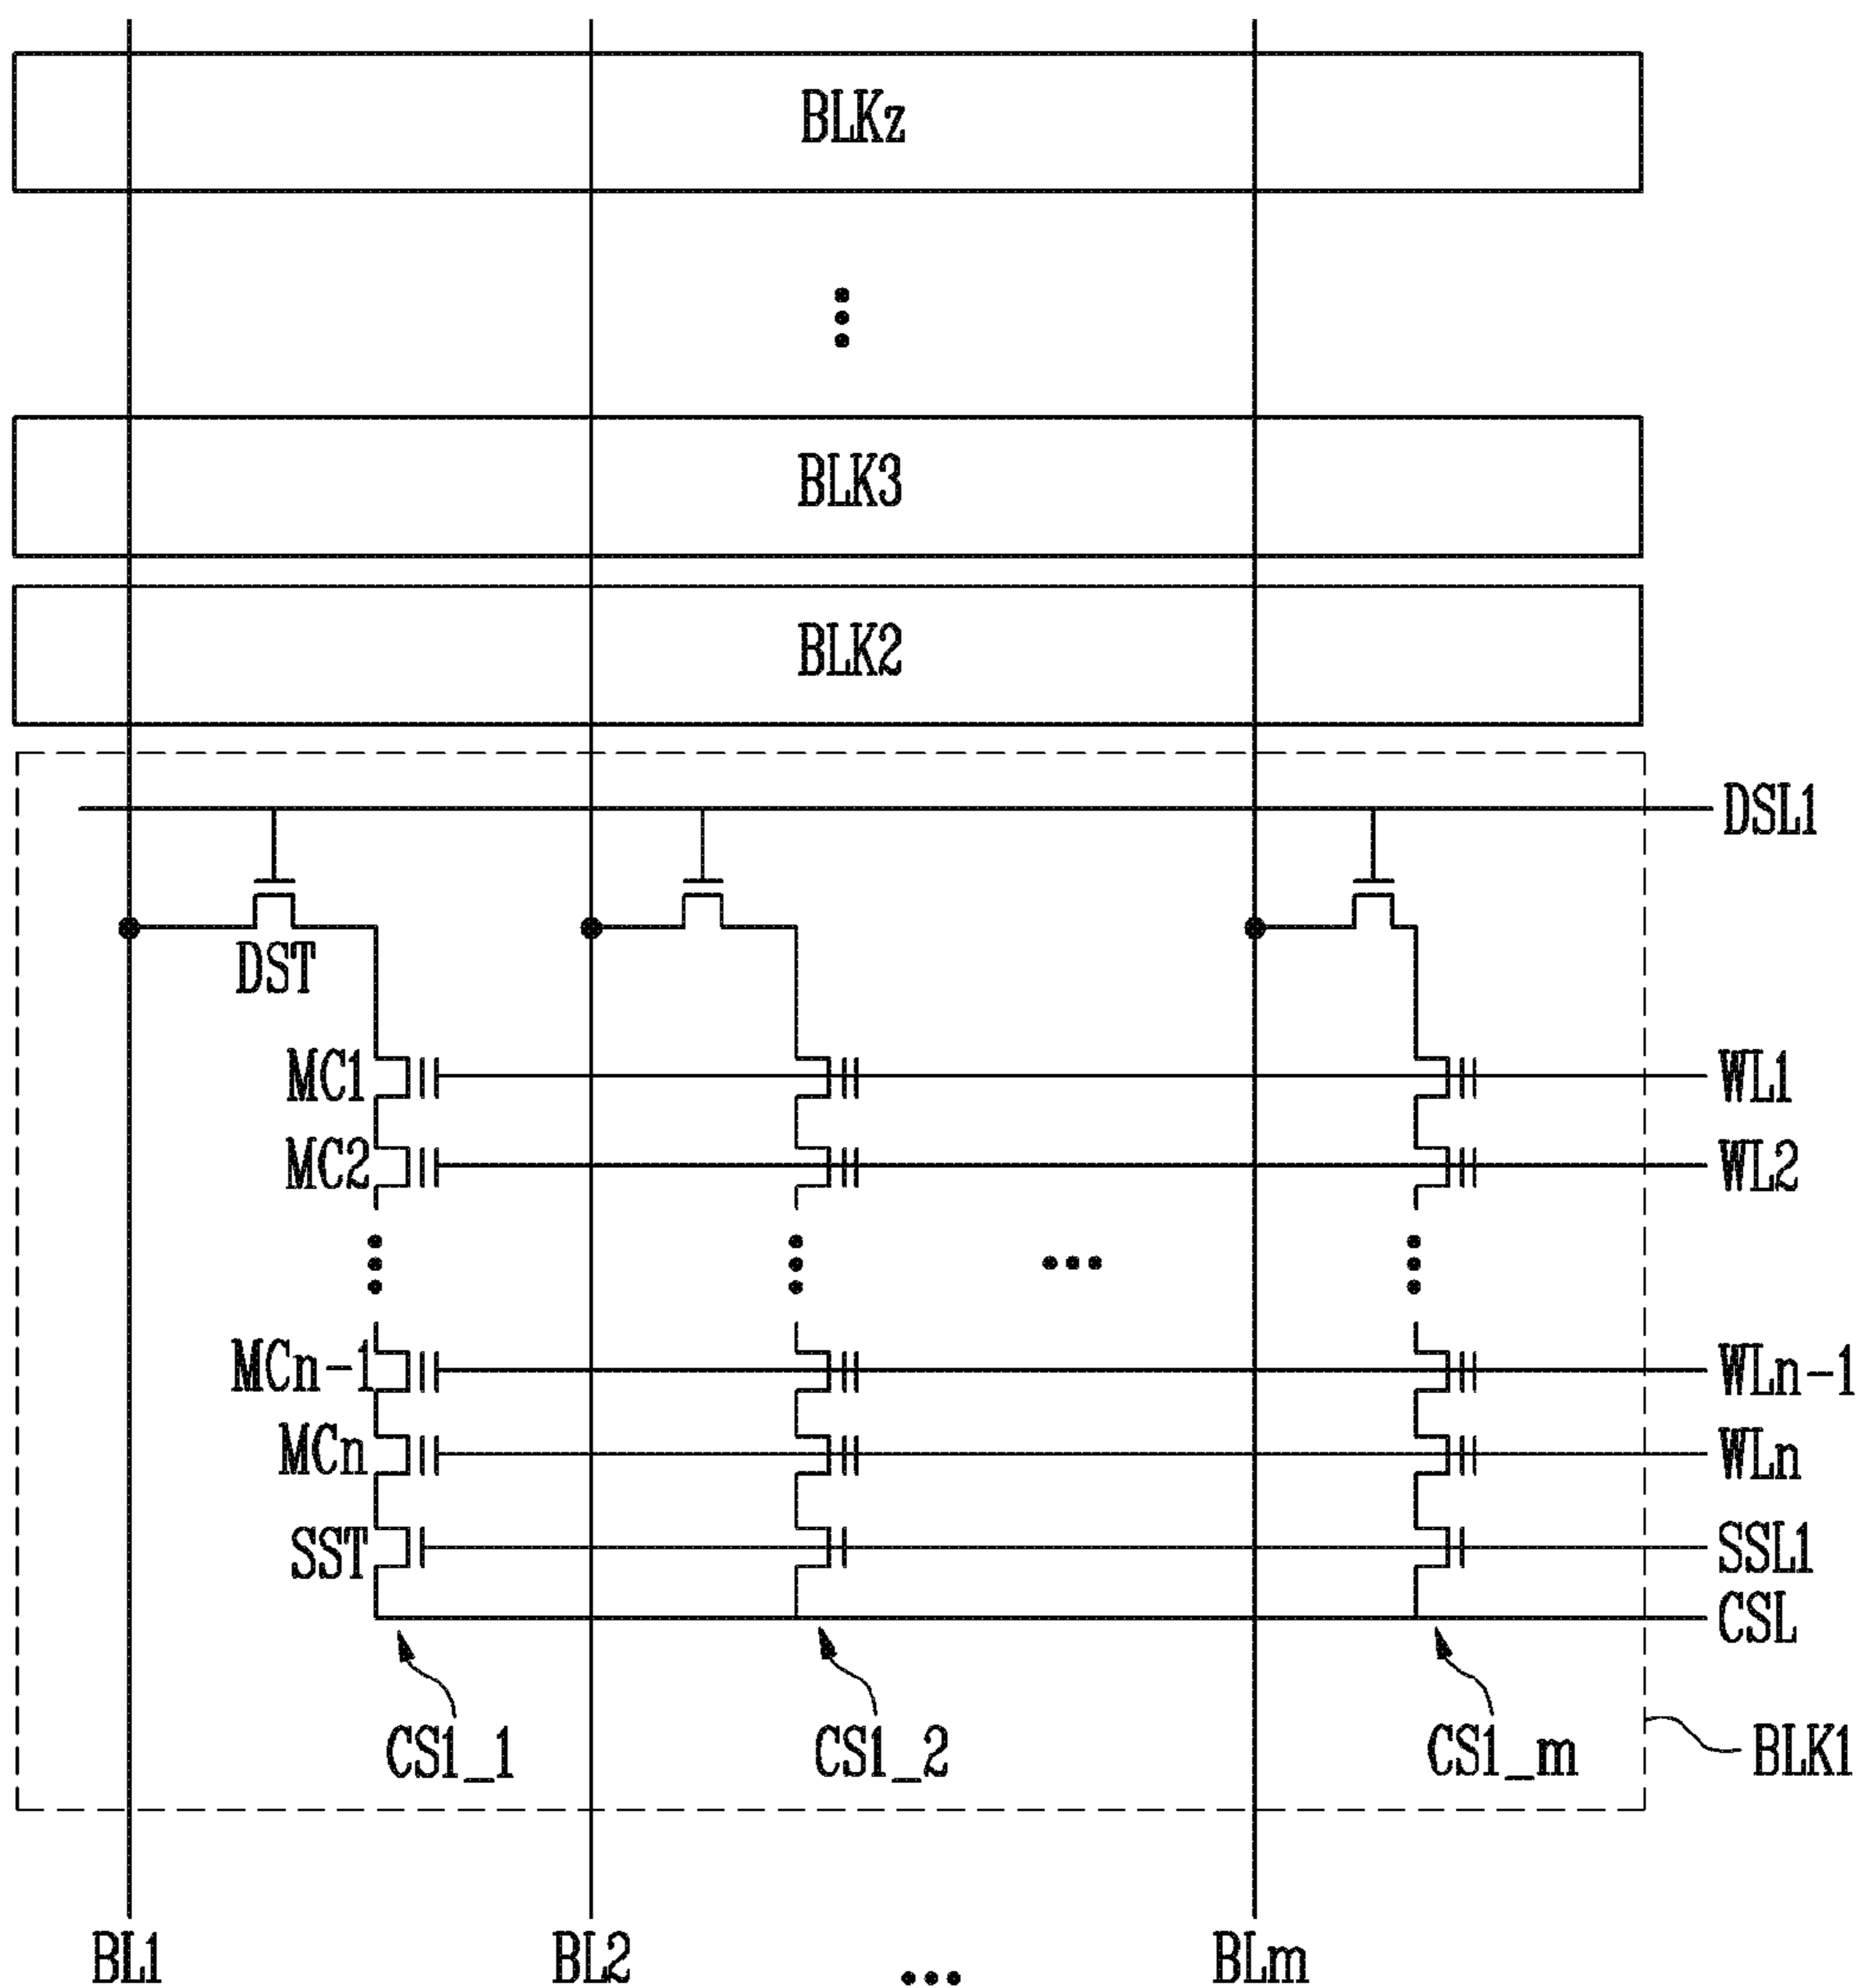 BLKz
BLK3
BLK2
DSL1
DST
MC1
WL1
MC2
WL2
MCn-1
WLn-1
MCn
WLn
SST
SSL1
CSL
CS1_1
CS1_2
CS1_m
BLK1
BL1
BL2
...
BLm